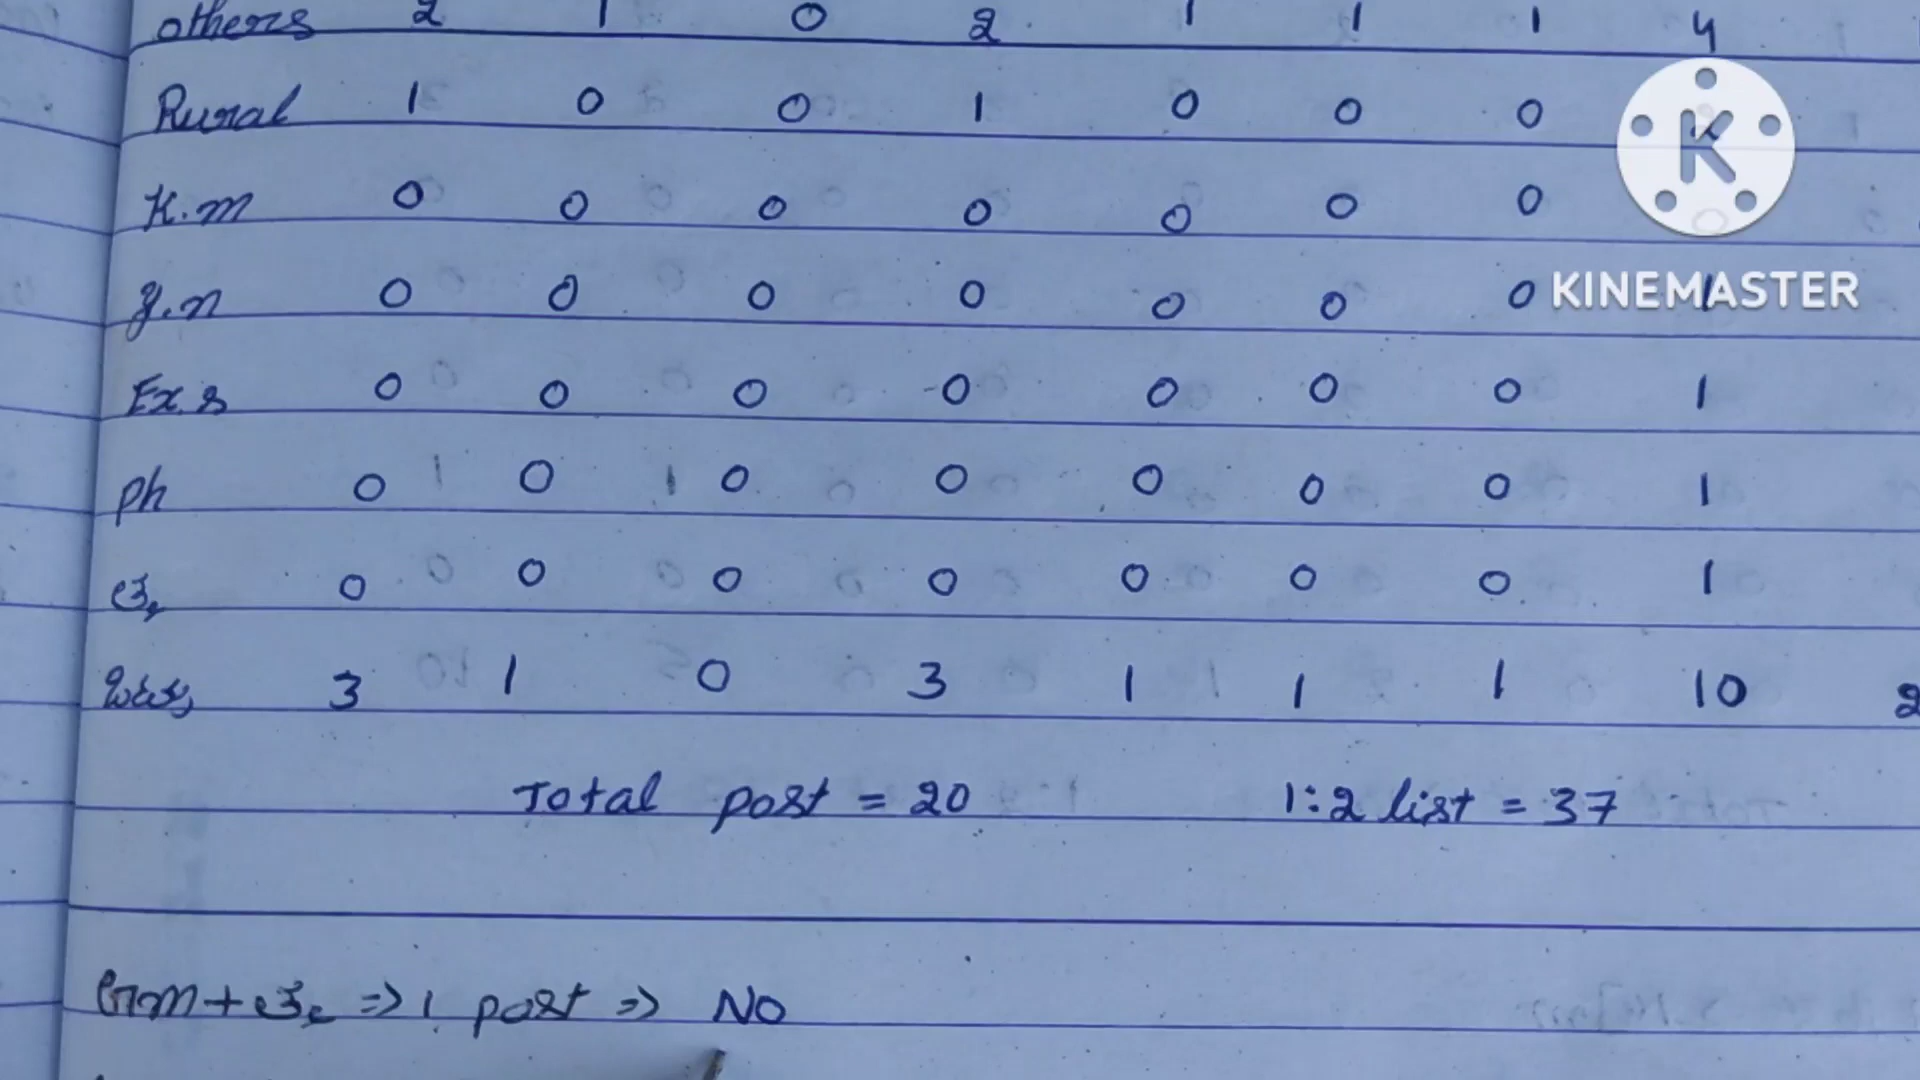 others 2 1 0 2 1 1 1 4
Rural 1 0 0 1 0 0 0
K.m 0 0 0 0 0 0 0
y.n 0 0 0 0 0 0 0 1
KINEMASTER
Ex.s 0 0 0 0 0 0 0 1
ph 0 0 0 0 0 0 0 1
0 0 0 0 0 0 0 1
ಒಟ್ಟು 3 1 0 3 1 1 1 10 2
Total post = 20 1:2 list = 37
Gm+ => 1 post => NO